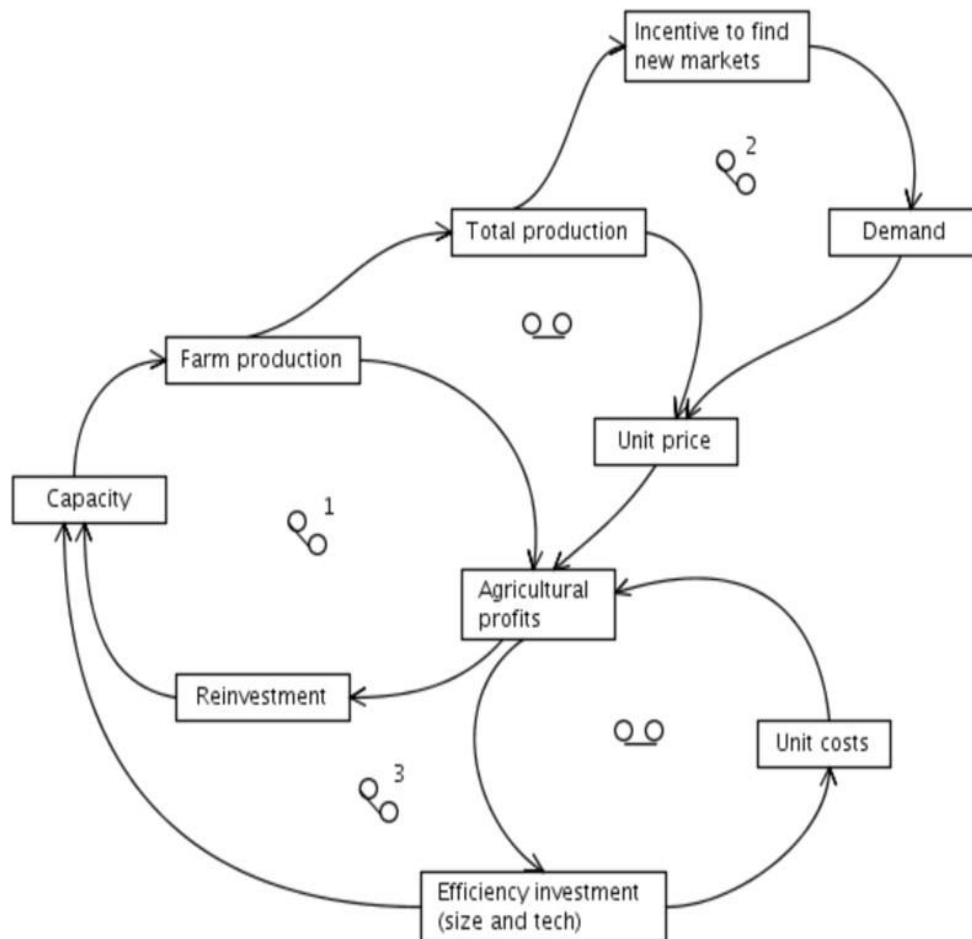 Incentive to find
new markets
2
Total production
Demand
Farm production
Unit price
Capacity
1
Agricultural
profits
Reinvestment
Unit costs
3
Efficiency investment
(size and tech)